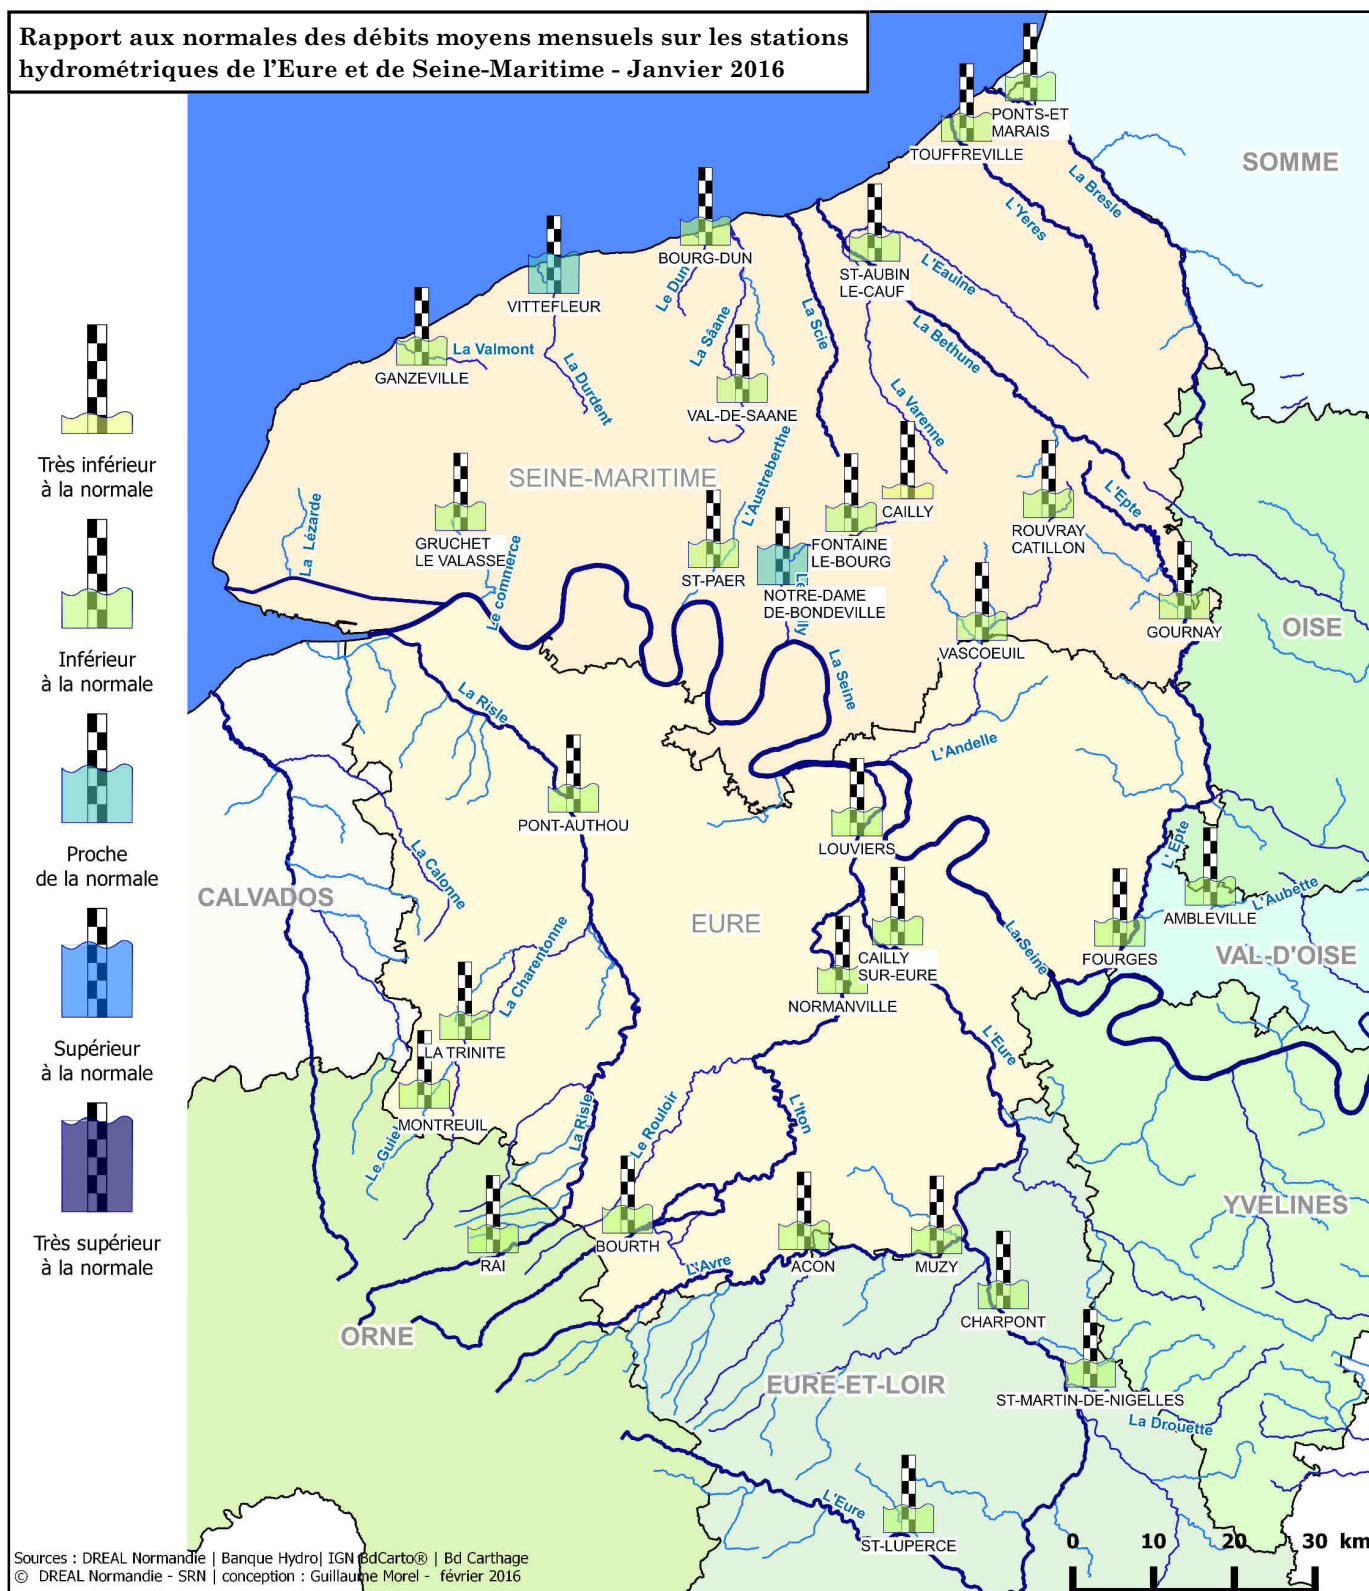 Rapport aux normales des débits moyens mensuels sur les stations
hydrométriques de l'Eure et de Seine-Maritime - Janvier 2016
PONTS-ET
MARAIS
TOUFFREVILLE
SOMME
La Bresle
L'Yeres
BOURG-DUN
Le Dun
ST-AUBIN
LE-CAUF
L'Eaulne
VITTEFLEUR
La Sâane
La Scie
La Bethune
La Valmont
GANZEVILLE
La Durdent
VAL-DE-SAANE
La Varenne
Très inférieur
à la normale
SEINE-MARITIME
L'Austreberthe
CAILLY
L'Epte
La Lézarde
GRUCHET
LE VALASSE
Le commerce
ST-PAER
FONTAINE
LE-BOURG
ROUVRAY
CATILLON
NOTRE-DAME
DE-BONDEVILLE
GOURNAY
OISE
VASCOEUIL
Inférieur
à la normale
La Seine
La Risle
L'Andelle
PONT-AUTHOU
LOUVIERS
L'Epte
Proche
de la normale
La Calonne
CALVADOS
EURE
AMBLEVILLE
L'Aubette
La Charentonne
CAILLY
SUR-EURE
La Seine
FOURGES
VAL-D'OISE
NORMANVILLE
Supérieur
à la normale
LA TRINITE
L'Eure
MONTREUIL
Le Guiel
La Risle
Le Rouloir
L'Iton
YVELINES
Très supérieur
à la normale
RAI
BOURTH
L'Avre
ACON
MUZY
CHARPONT
ORNE
EURE-ET-LOIR
ST-MARTIN-DE-NIGELLES
La Drouette
L'Eure
ST-LUPERCE
0 10 20 30 km
Sources : DREAL Normandie | Banque Hydro| IGN BdCarto® | Bd Carthage
© DREAL Normandie - SRN | conception : Guillaume Morel - février 2016